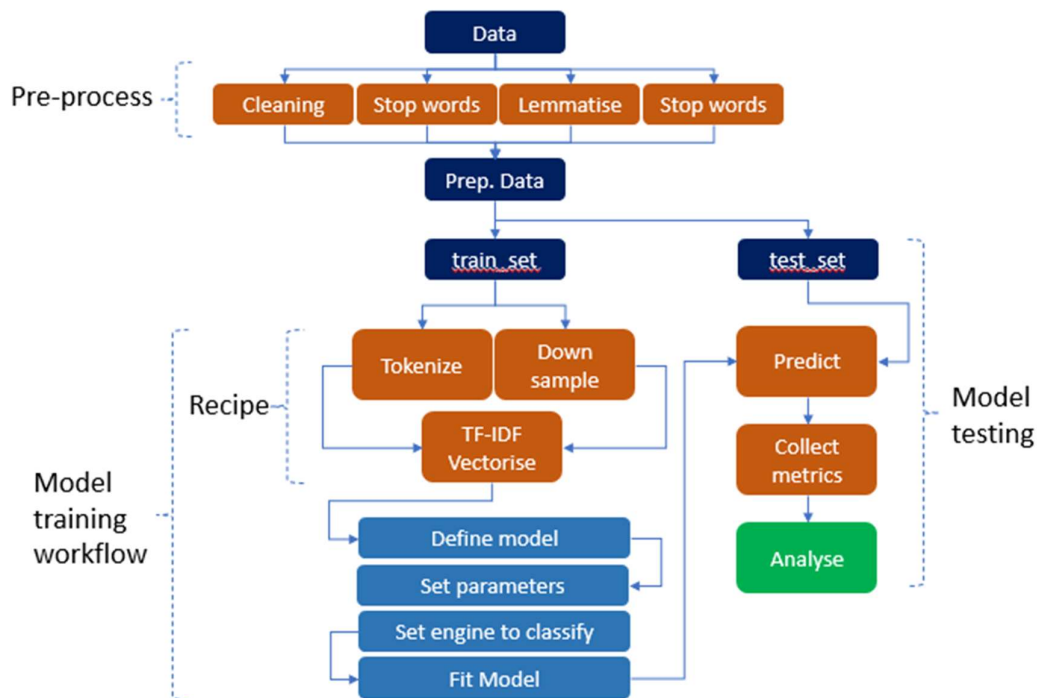 Data
Pre-process
Cleaning
Stop words
Lemmatise
Stop words
Prep. Data
train_set
test_set
Tokenize
Down
sample
Predict
Recipe
TF-IDF
Vectorise
Collect
metrics
Model
testing
Model
training
workflow
Define model
Analyse
Set parameters
Set engine to classify
Fit Model